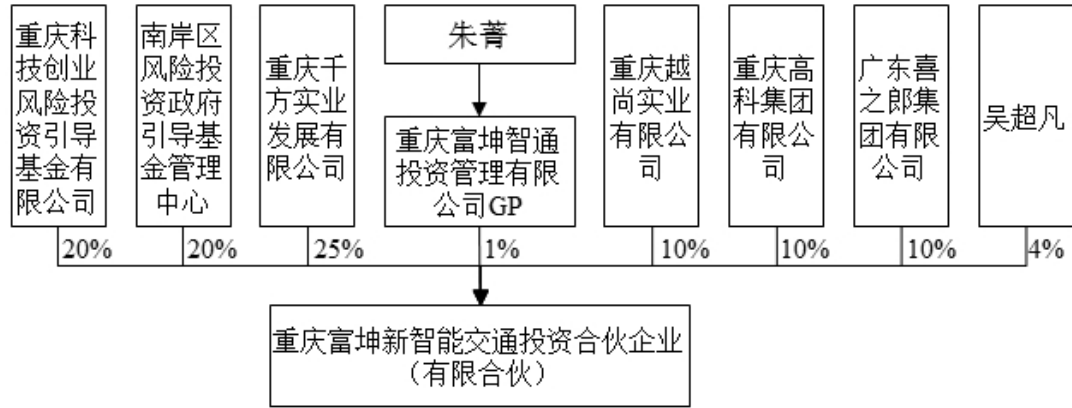 重庆科
技创业
风险投
资引导
基金有
限公司
南岸区
风险投
资政府
引导基
金管理
中心
重庆千
方实业
发展有
限公司
朱菁
重庆富坤智通
投资管理有限
公司GP
重庆越
尚实业
有限公
司
重庆高
科集团
有限公
司
广东喜
之郎集
团有限
公司
吴超凡
20%
20%
25%
1%
10%
10%
10%
4%
重庆富坤新智能交通投资合伙企业
（有限合伙）